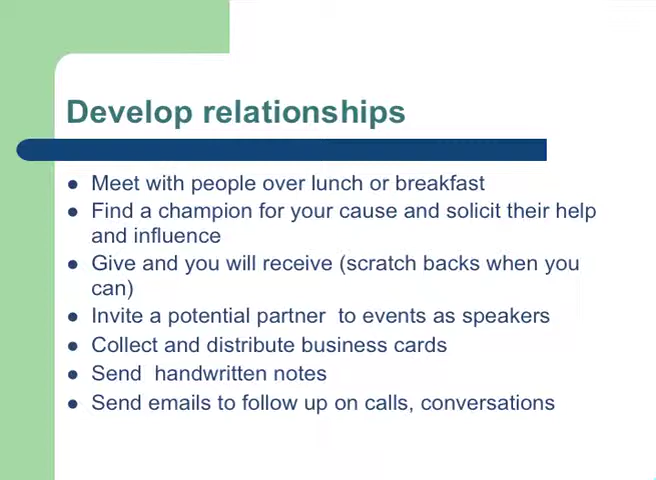 Develop relationships
● Meet with people over lunch or breakfast
● Find a champion for your cause and solicit their help
and influence
● Give and you will receive (scratch backs when you
can)
● Invite a potential partner  to events as speakers
● Collect and distribute business cards
● Send  handwritten notes
● Send emails to follow up on calls, conversations